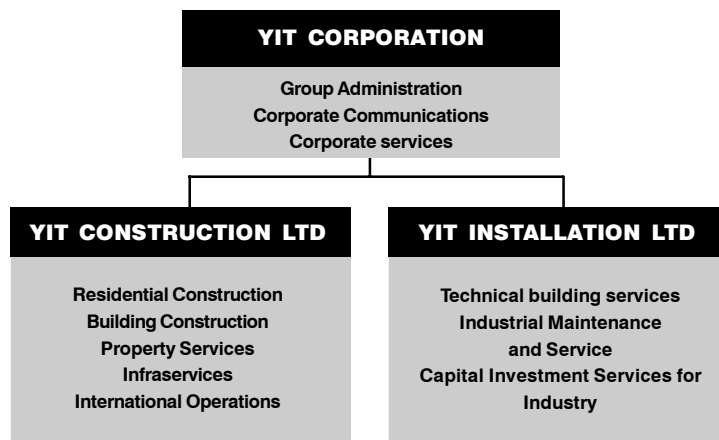 YIT CORPORATION
Group Administration
Corporate Communications
Corporate services
YIT CONSTRUCTION LTD
Residential Construction
Building Construction
Property Services
Infraservices
International Operations
YIT INSTALLATION LTD
Technical building services
Industrial Maintenance
and Service
Capital Investment Services for
Industry